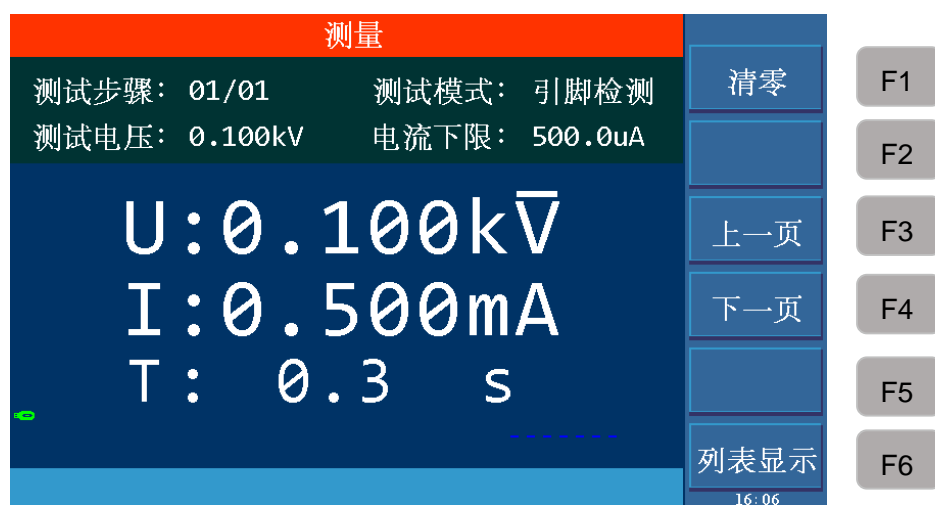 测量
测试步骤: 01/01 测试模式: 引脚检测
测试电压: 0.100kV 电流下限: 500.0uA
U:0.100kV
I:0.500mA
T: 0.3 s
-------
清零
上一页
下一页
列表显示
16:06
F1
F2
F3
F4
F5
F6